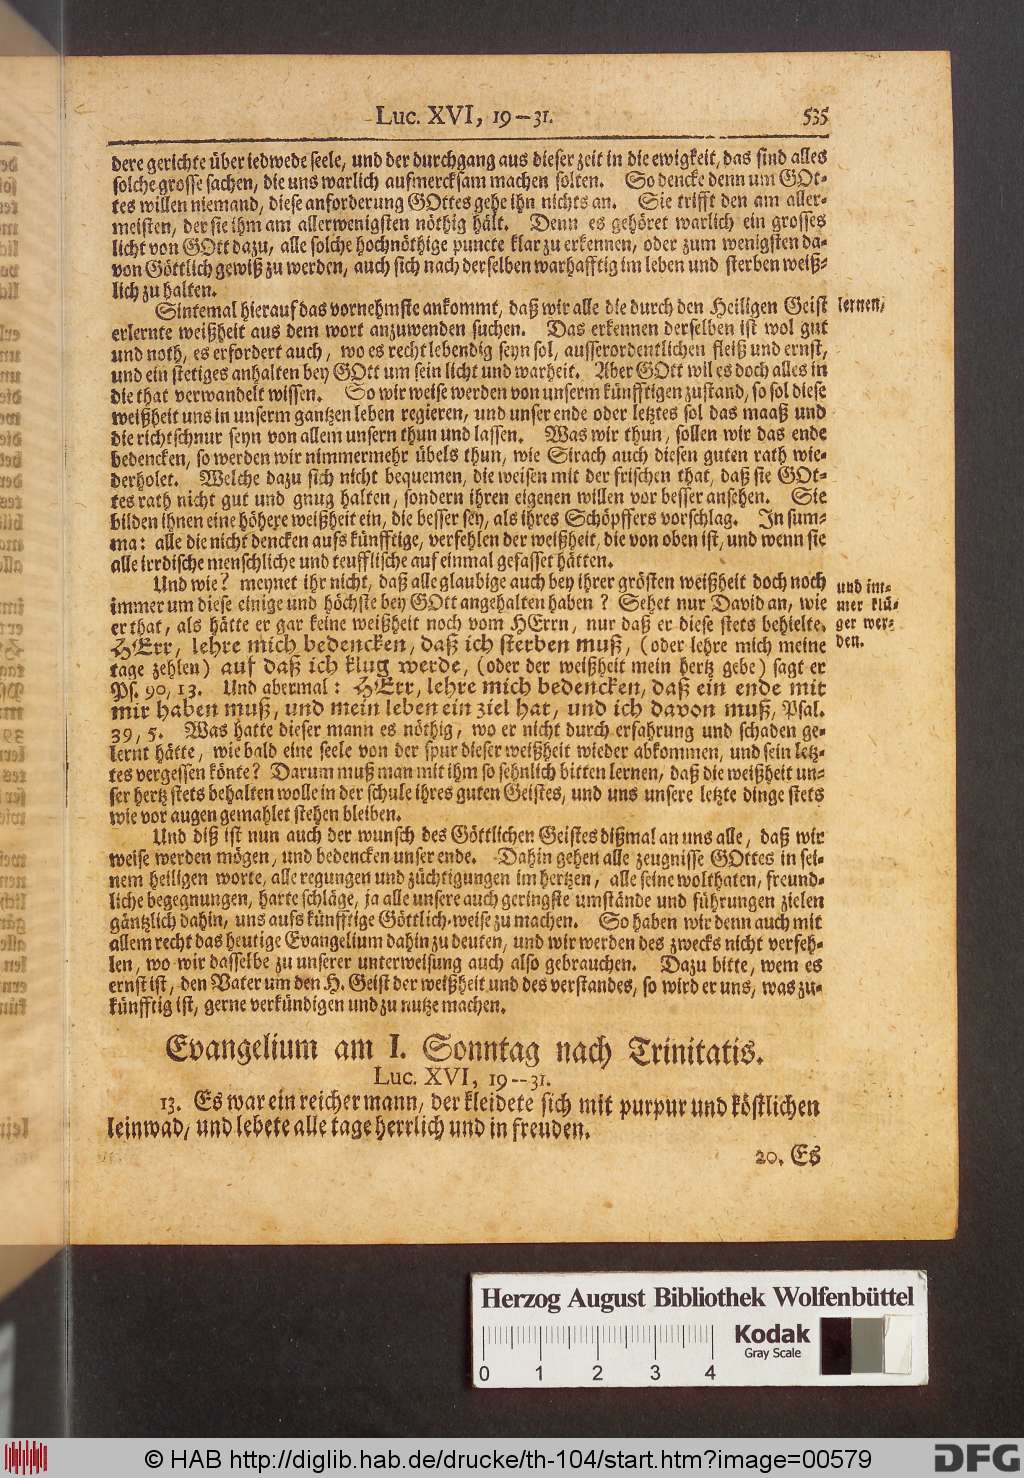 Luc. XVI, 19–31. 535
dere gerichte über iedwede seele, und der durchgang aus dieser zeit in die ewigkeit, das sind alles
solche grosse sachen, die uns warlich aufmercksam machen solten. So dencke denn um GOt-
tes willen niemand, diese anforderung GOttes gehe ihn nichts an. Sie trifft den am aller-
meisten, der sie ihm am allerwenigsten nöthig hält. Denn es gehöret warlich ein grosses
licht von GOtt dazu, alle solche hochnöthige puncte klar zu erkennen, oder zum wenigsten da-
von Göttlich gewiß zu werden, auch sich nach derselben warhafftig im leben und sterben weiß-
lich zu halten.
Sintemal hierauf das vornehmste ankommt, daß wir alle die durch den Heiligen Geist lernen,
erlernte weißheit aus dem wort anzuwenden suchen. Das erkennen derselben ist wol gut
und noth, es erfordert auch, wo es recht lebendig seyn sol, ausserordentlichen fleiß und ernst,
und ein stetiges anhalten bey GOtt um sein licht und warheit. Aber GOtt wil es doch alles in
die that verwandelt wissen. So wir weise werden von unserm künfftigen zustand, so sol diese
weißheit uns in unserm gantzen leben regieren, und unser ende oder letztes sol das maaß und
die richtschnur seyn von allem unsern thun und lassen. Was wir thun, sollen wir das ende
bedencken, so werden wir nimmermehr übels thun, wie Sirach auch diesen guten rath wie-
derholet. Welche dazu sich nicht bequemen, die weisen mit der frischen that, daß sie GOt-
tes rath nicht gut und gnug halten, sondern ihren eigenen willen vor besser ansehen. Sie
bilden ihnen eine höhere weißheit ein, die besser sey, als ihres Schöpffers vorschlag. In sum-
ma: alle die nicht dencken aufs künfftige, verfehlen der weißheit, die von oben ist, und wenn sie
alle irrdische menschliche und teufflische auf einmal gefasset hätten.
Und wie? meynet ihr nicht, daß alle glaubige auch bey ihrer grösten weißheit doch noch
immer um diese einige und höchste bey GOtt angehalten haben? Sehet nur David an, wie
er that, als hätte er gar keine weißheit noch vom HErrn, nur daß er diese stets behielte.
HErr, lehre mich bedencken, daß ich sterben muß, (oder lehre mich meine
tage zehlen) auf daß ich klug werde, (oder der weißheit mein hertz gebe) sagt er
Ps. 90, 13. Und abermal: HErr, lehre mich bedencken, daß ein ende mit
mir haben muß, und mein leben ein ziel hat, und ich davon muß, Psal.
39, 5. Was hatte dieser mann es nöthig, wo er nicht durch erfahrung und schaden ge-
lernt hätte, wie bald eine seele von der spur dieser weißheit wieder abkommen, und sein letz-
tes vergessen könte? Darum muß man mit ihm so sehnlich bitten lernen, daß die weißheit un-
ser hertz stets behalten wolle in der schule ihres guten Geistes, und uns unsere letzte dinge stets
wie vor augen gemahlet stehen bleiben.
und im-
mer klü-
ger wer-
den.
Und diß ist nun auch der wunsch des Göttlichen Geistes dißmal an uns alle, daß wir
weise werden mögen, und bedencken unser ende. Dahin gehen alle zeugnisse GOttes in sei-
nem heiligen worte, alle regungen und züchtigungen im hertzen, alle seine wolthaten, freund-
liche begegnungen, harte schläge, ja alle unsere auch geringste umstände und führungen zielen
gäntzlich dahin, uns aufs künfftige Göttlich-weise zu machen. So haben wir denn auch mit
allem recht das heutige Evangelium dahin zu deuten, und wir werden des zwecks nicht verfeh-
len, wo wir dasselbe zu unserer unterweisung auch also gebrauchen. Dazu bitte, wem es
ernst ist, den Vater um den H. Geist der weißheit und des verstandes, so wird er uns, was zu-
künfftig ist, gerne verkündigen und zu nutze machen.
Evangelium am I. Sonntag nach Trinitatis.
Luc. XVI, 19--31.
13. Es war ein reicher mann, der kleidete sich mit purpur und köstlichen
leinwad, und lebete alle tage herrlich und in freuden.
20. Es
Herzog August Bibliothek Wolfenbüttel
Kodak
Gray Scale
0 1 2 3 4
© HAB http://diglib.hab.de/drucke/th-104/start.htm?image=00579
DFG